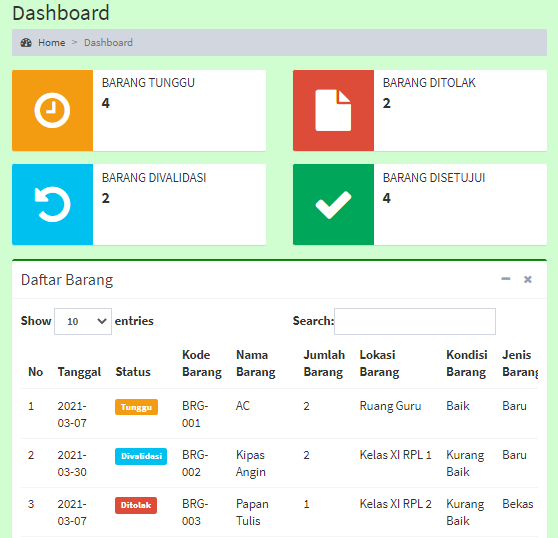 Dashboard
Home > Dashboard
BARANG TUNGGU
4
BARANG DITOLAK
2
BARANG DIVALIDASI
2
BARANG DISETUJUI
4
Daftar Barang
Show 10 entries Search:
No Tanggal Status Kode Barang Nama Barang Jumlah Barang Lokasi Barang Kondisi Barang Jenis Barang
1 2021-03-07 Tunggu BRG-001 AC 2 Ruang Guru Baik Baru
2 2021-03-30 Divalidasi BRG-002 Kipas Angin 2 Kelas XI RPL 1 Kurang Baik Baru
3 2021-03-07 Ditolak BRG-003 Papan Tulis 1 Kelas XI RPL 2 Kurang Baik Bekas